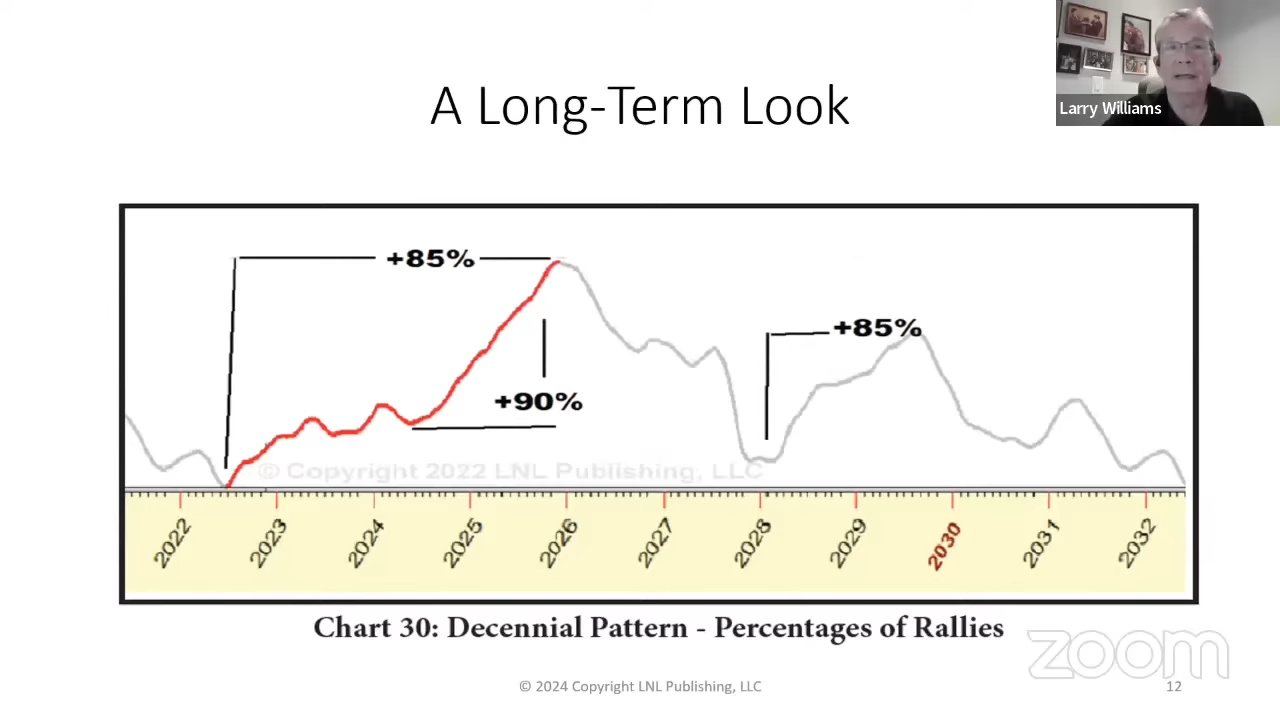 Larry Williams
A Long-Term Look
+85%
+85%
+90%
© Copyright 2022 LNL Publishing, LLC
2022 2023 2024 2025 2026 2027 2028 2029 2030 2031 2032
Chart 30: Decennial Pattern - Percentages of Rallies
zoom
© 2024 Copyright LNL Publishing, LLC 12